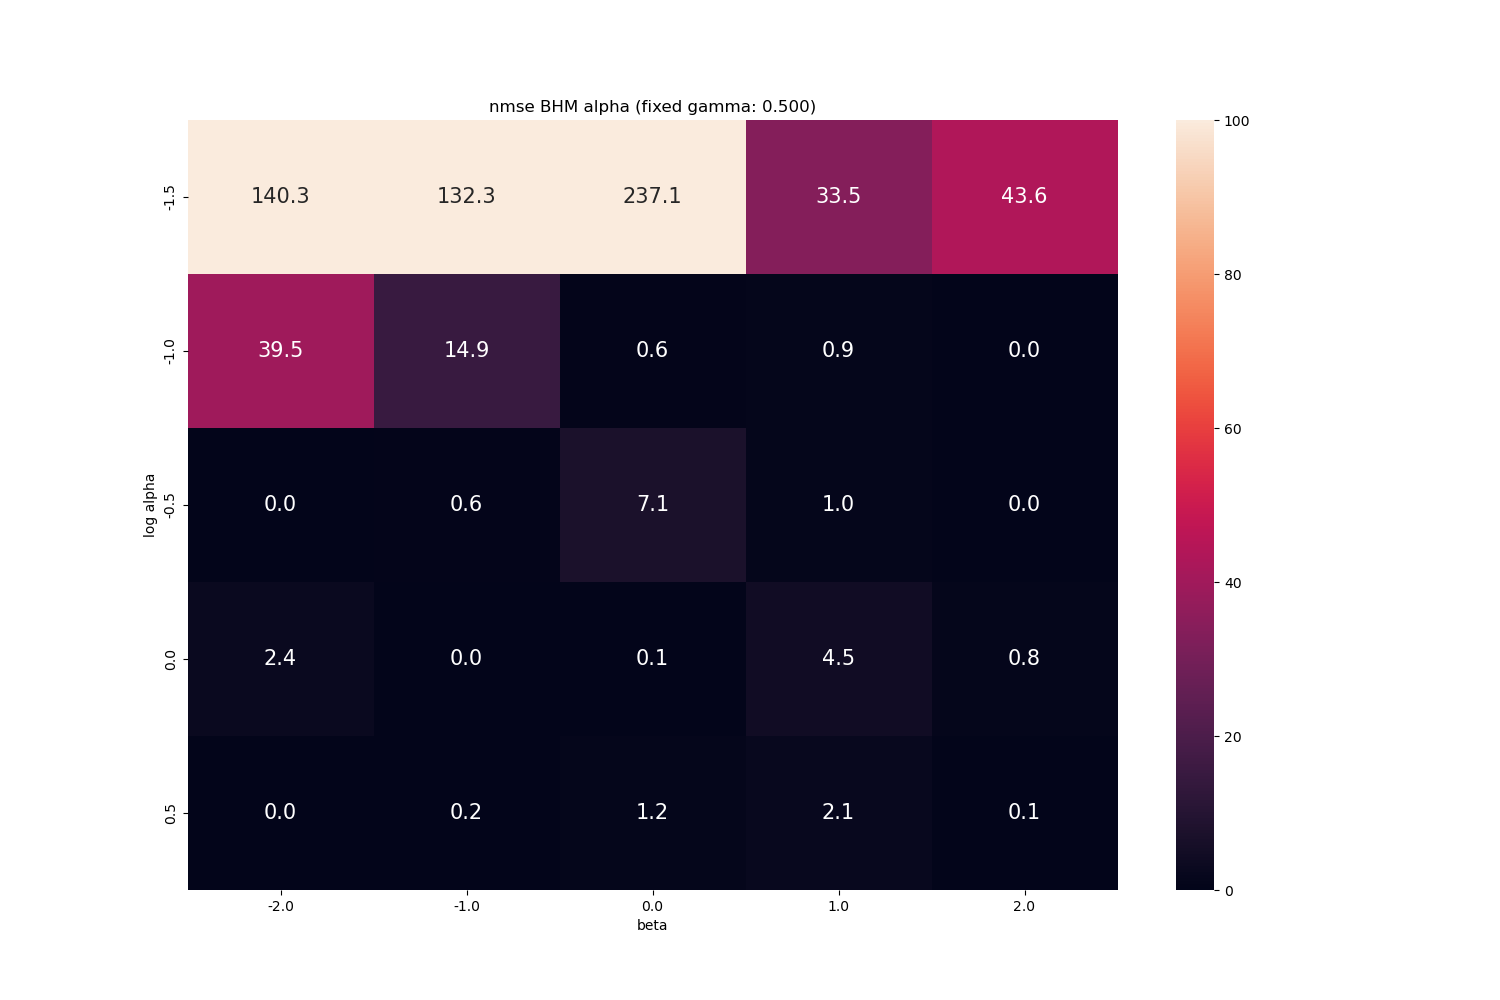 nmse BHM alpha (fixed gamma: 0.500)
-1.5 140.3 132.3 237.1 33.5 43.6
-1.0 39.5 14.9 0.6 0.9 0.0
-0.5 0.0 0.6 7.1 1.0 0.0
0.0 2.4 0.0 0.1 4.5 0.8
0.5 0.0 0.2 1.2 2.1 0.1
log alpha
-2.0 -1.0 0.0 1.0 2.0
beta
100
80
60
40
20
0